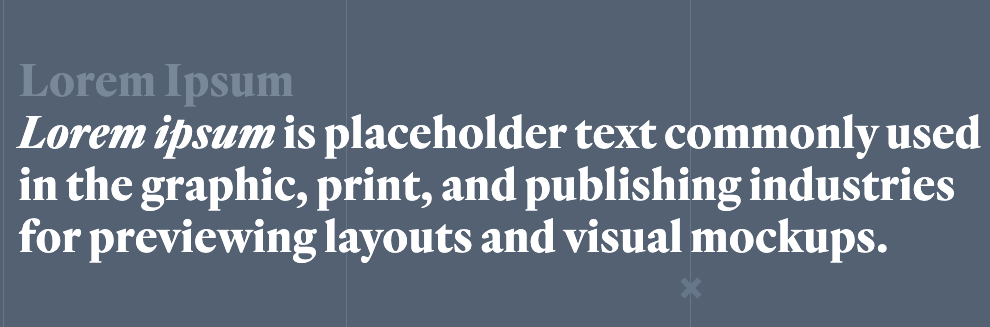 Lorem Ipsum
Lorem ipsum is placeholder text commonly used
in the graphic, print, and publishing industries
for previewing layouts and visual mockups.